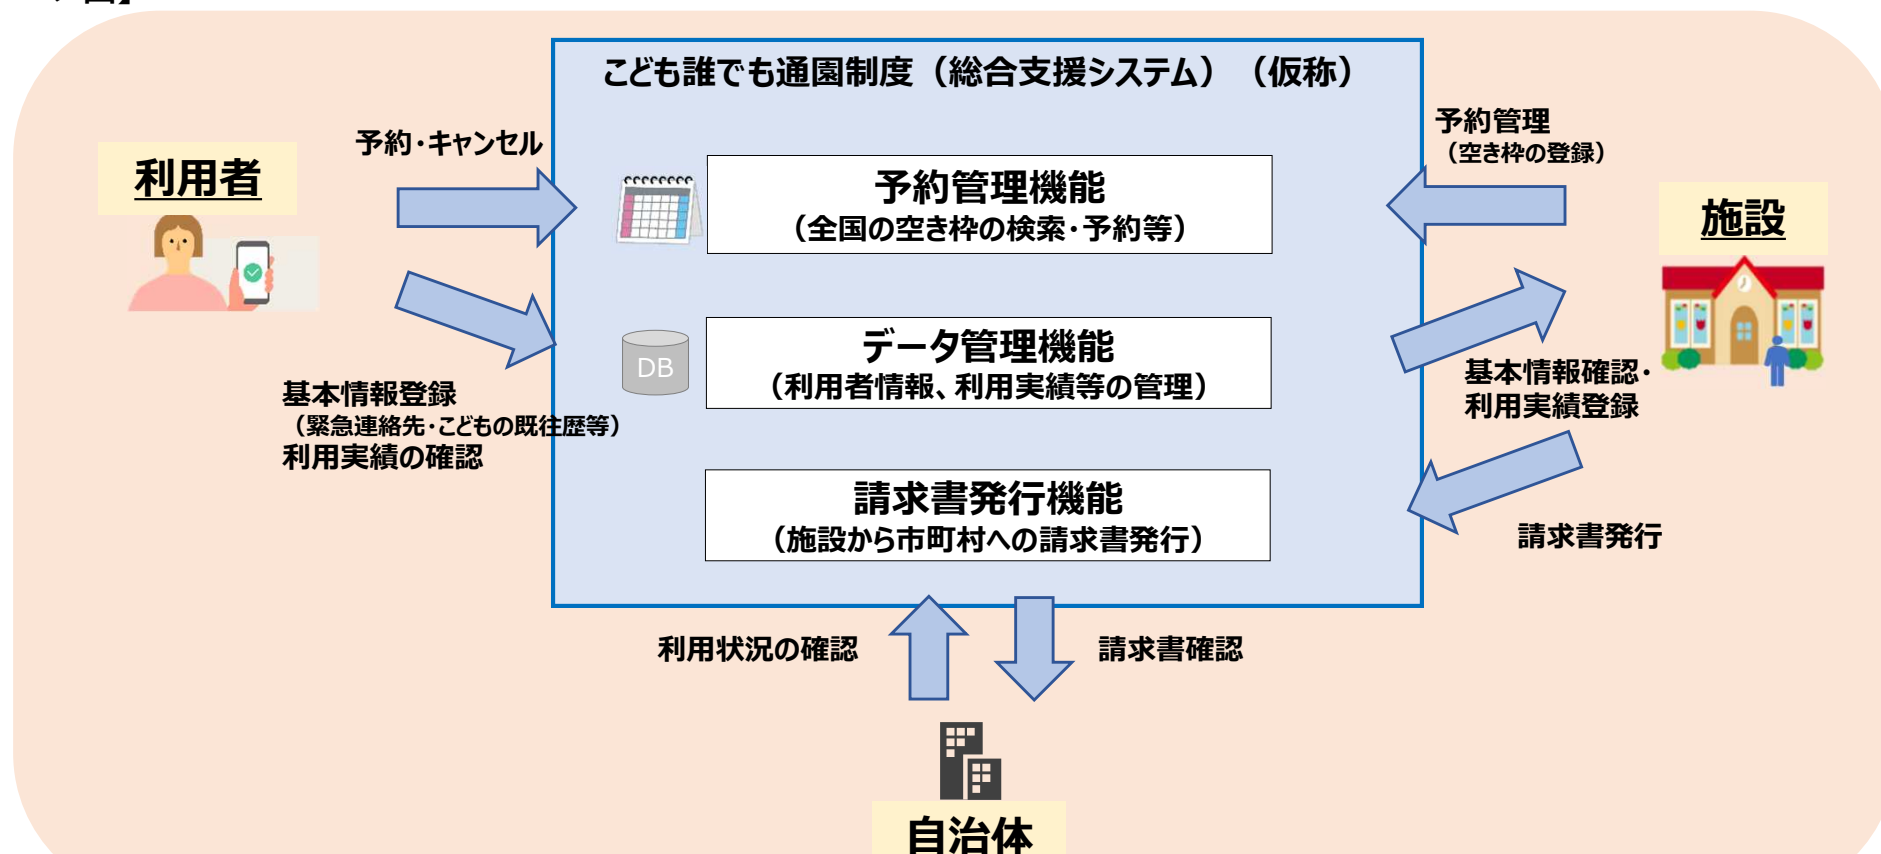 図】
こども誰でも通園制度（総合支援システム）（仮称）
予約・キャンセル
利用者
予約管理
（空き枠の登録）
施設
予約管理機能
（全国の空き枠の検索・予約等）
DB
データ管理機能
（利用者情報、利用実績等の管理）
基本情報登録
（緊急連絡先・こどもの既往歴等）
利用実績の確認
基本情報確認・
利用実績登録
請求書発行機能
（施設から市町村への請求書発行）
請求書発行
利用状況の確認
請求書確認
自治体